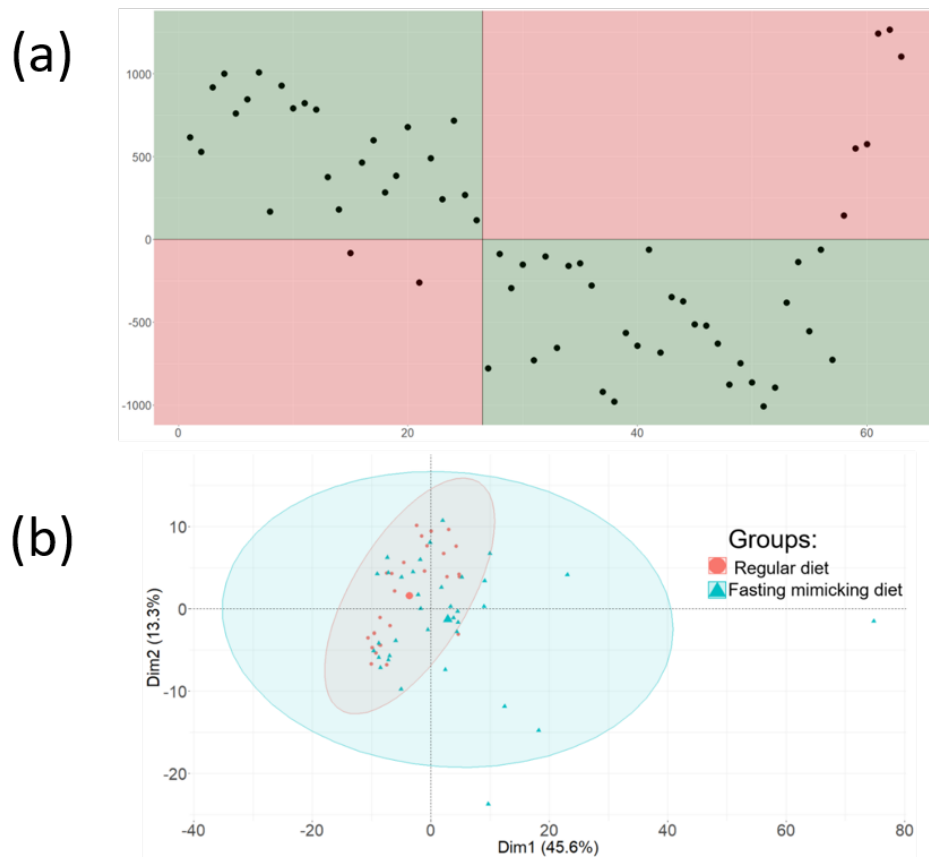 (a)
1000
500
0
-500
-1000
0 20 40 60
(b)
Groups:
Regular diet
Fasting mimicking diet
10
0
-10
-20
Dim2 (13.3%)
-40 -20 0 20 40 60 80
Dim1 (45.6%)